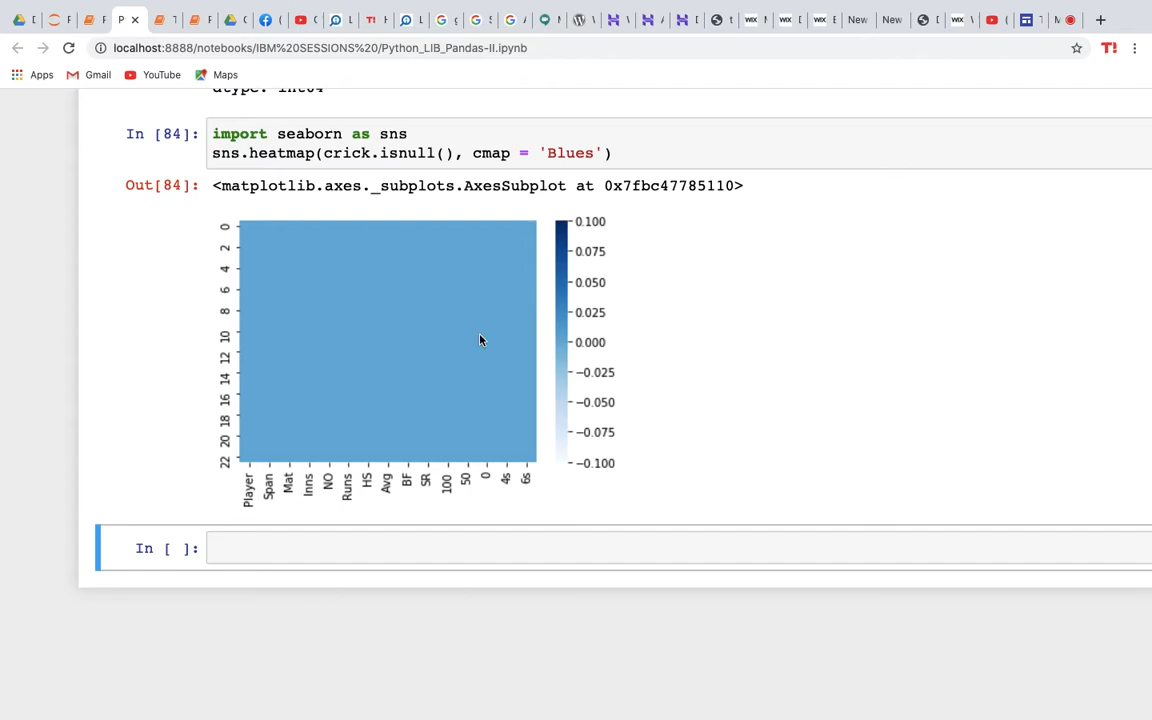 localhost:8888/notebooks/IBM%20SESSIONS%20/Python_LIB_Pandas-II.ipynb
Apps Gmail YouTube Maps
dtype: int64
In [84]: import seaborn as sns
sns.heatmap(crick.isnull(), cmap = 'Blues')
Out[84]: <matplotlib.axes._subplots.AxesSubplot at 0x7fbc47785110>
0
2
4
6
8
10
12
14
16
18
20
22
Player Span Mat Inns NO Runs HS Avg BF SR 100 50 0 4s 6s
0.100
0.075
0.050
0.025
0.000
−0.025
−0.050
−0.075
−0.100
In [ ]: